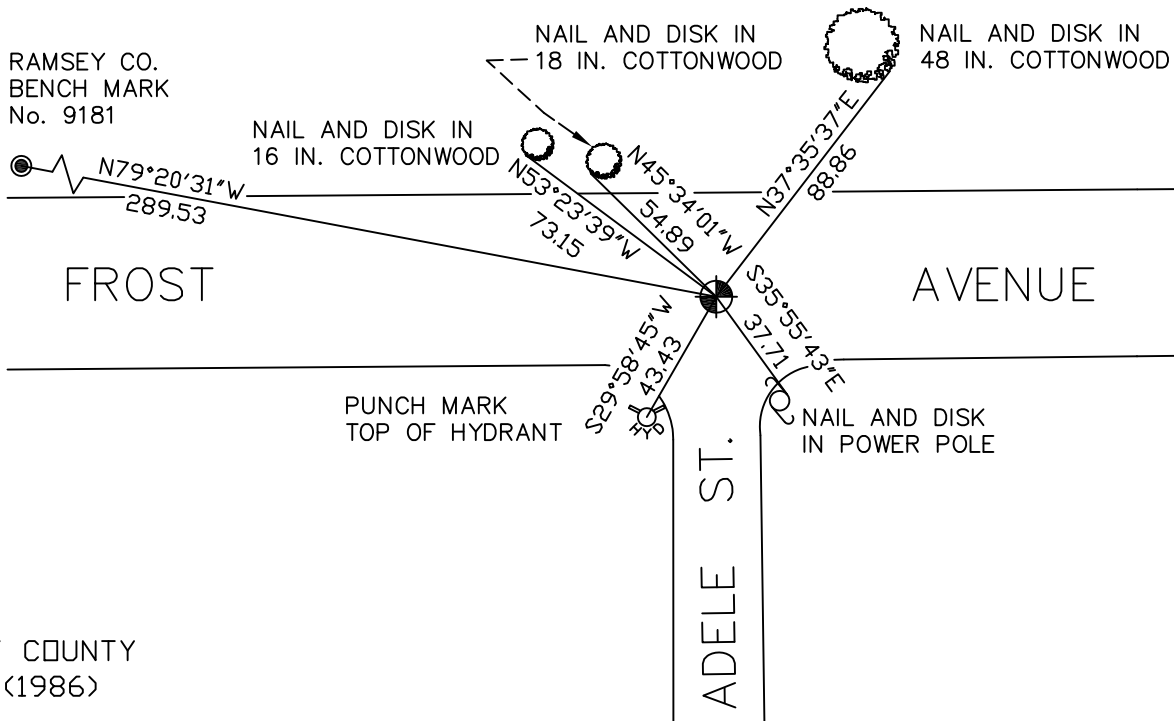 RAMSEY CO.
BENCH MARK
No. 9181
NAIL AND DISK IN
18 IN. COTTONWOOD
NAIL AND DISK IN
48 IN. COTTONWOOD
NAIL AND DISK IN
16 IN. COTTONWOOD
N79°20'31"W
289.53
N53°23'39"W
73.15
N45°34'01"W
54.89
N37°35'37"E
88.86
FROST
AVENUE
S29°58'45"W
43.43
S35°55'43"E
37.71
PUNCH MARK
TOP OF HYDRANT
HYD
NAIL AND DISK
IN POWER POLE
ADELE ST.
COUNTY
(1986)